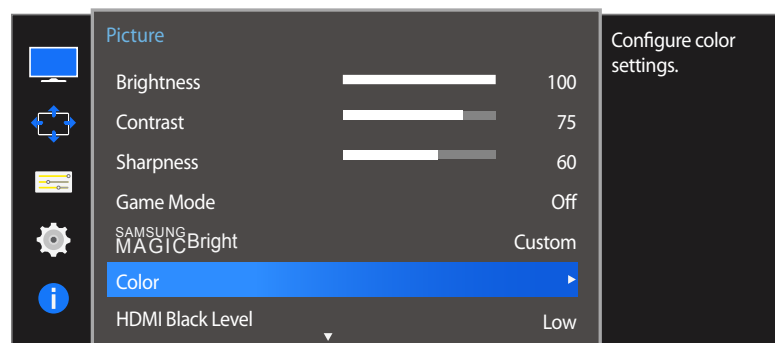 Picture
Brightness 100
Contrast 75
Sharpness 60
Game Mode Off
SAMSUNG
MAGICBright Custom
Color
HDMI Black Level Low
Configure color
settings.
i